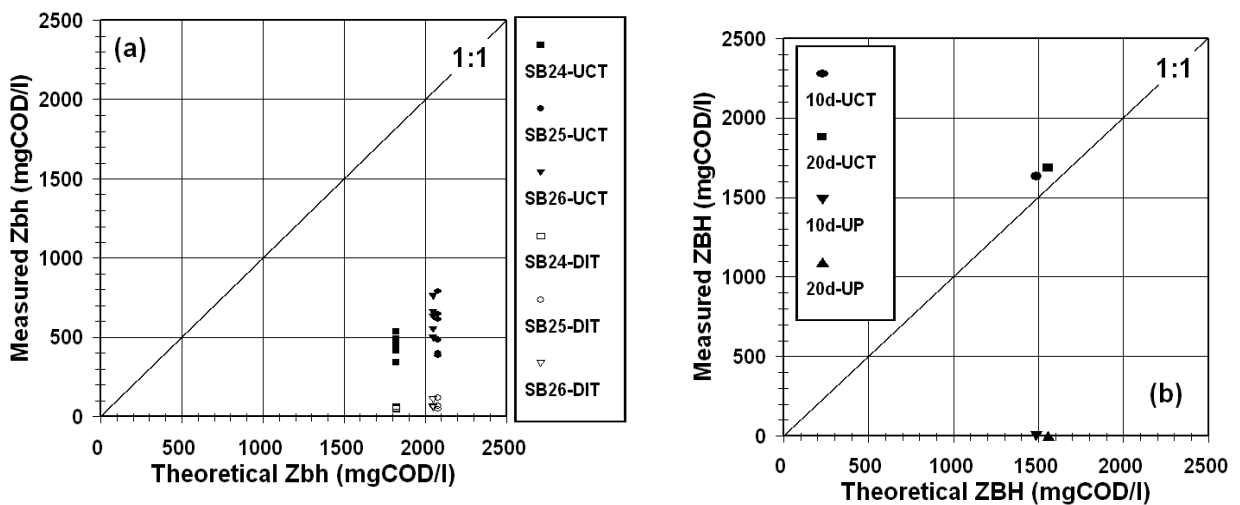 (a)
1:1
2500
2000
1500
1000
500
0
Measured Zbh (mgCOD/l)
0 500 1000 1500 2000 2500
Theoretical Zbh (mgCOD/l)
SB24-UCT
SB25-UCT
SB26-UCT
SB24-DIT
SB25-DIT
SB26-DIT
(b)
1:1
2500
2000
1500
1000
500
0
Measured ZBH (mgCOD/l)
0 500 1000 1500 2000 2500
Theoretical ZBH (mgCOD/l)
10d-UCT
20d-UCT
10d-UP
20d-UP